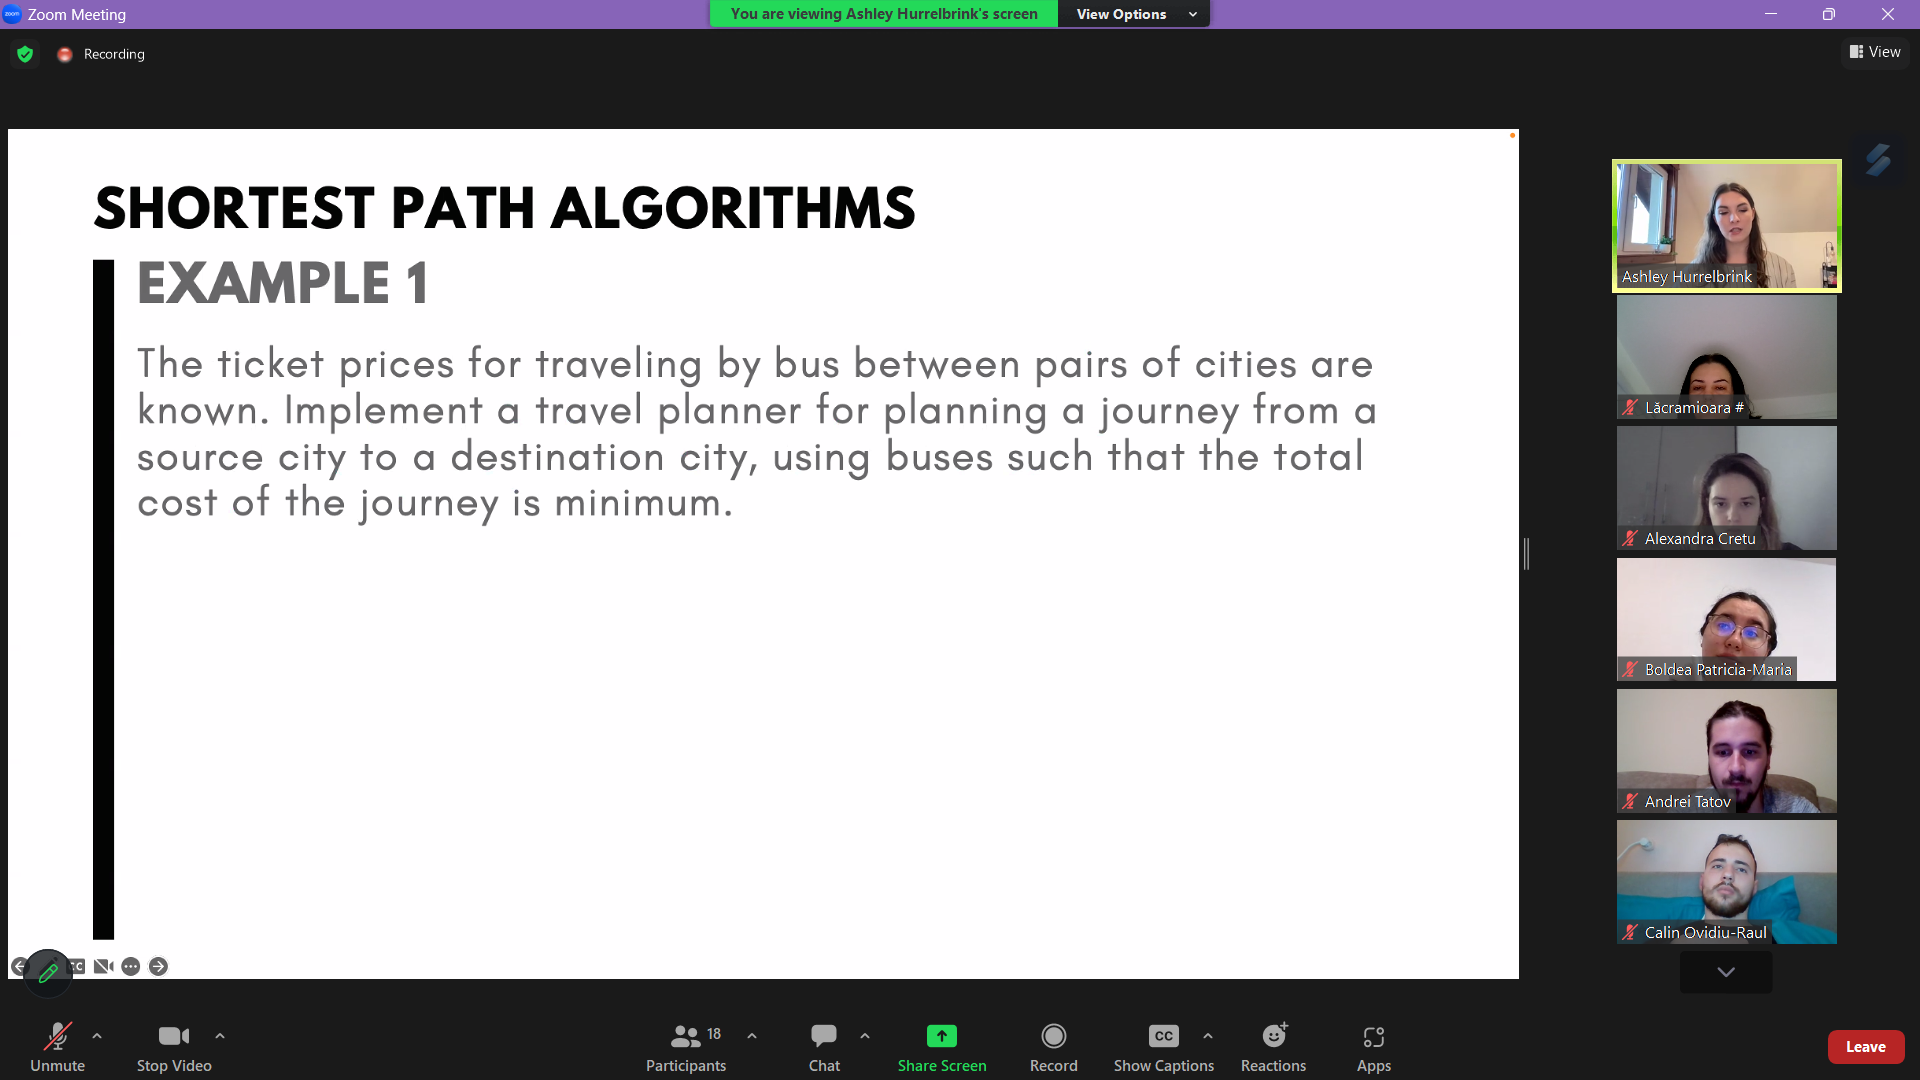 zoom
Zoom Meeting
You are viewing Ashley Hurrelbrink's screen
View Options
Recording
View
SHORTEST PATH ALGORITHMS
EXAMPLE 1
The ticket prices for traveling by bus between pairs of cities are
known. Implement a travel planner for planning a journey from a
source city to a destination city, using buses such that the total
cost of the journey is minimum.
Ashley Hurrelbrink
Lăcramioara #
Alexandra Cretu
Boldea Patricia-Maria
Andrei Tatov
Calin Ovidiu-Raul
CC
Unmute
Stop Video
18
Participants
Chat
Share Screen
Record
CC
Show Captions
Reactions
Apps
Leave